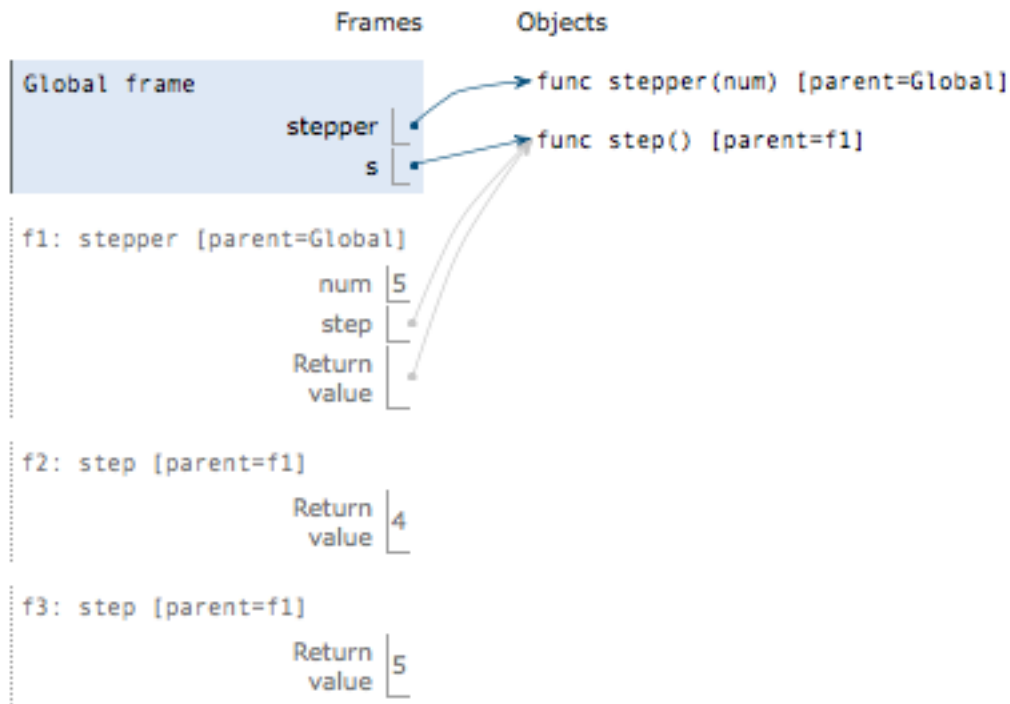 Frames Objects
Global frame
func stepper(num) [parent=Global]
stepper
func step() [parent=f1]
s
f1: stepper [parent=Global]
num 5
step
Return
value
f2: step [parent=f1]
Return
value 4
f3: step [parent=f1]
Return
value 5